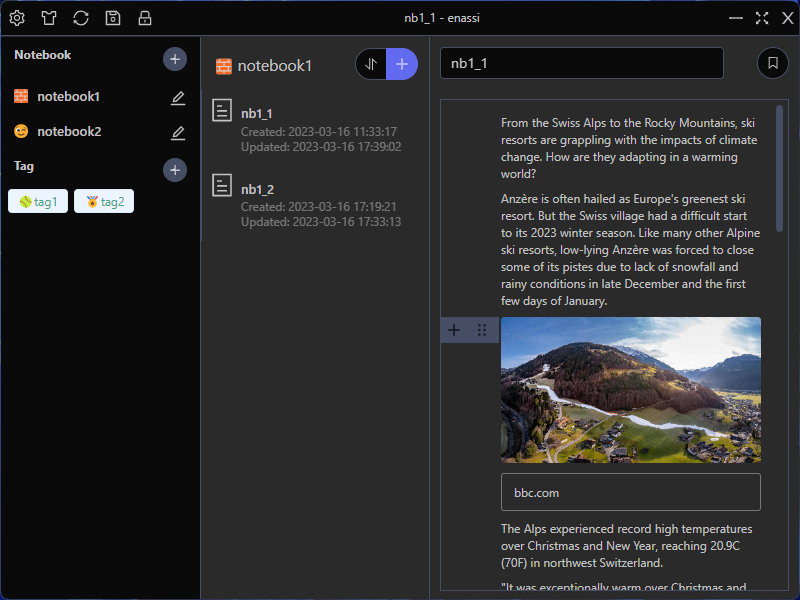 nb1_1 - enassi
Notebook
notebook1
notebook2
Tag
tag1
tag2
notebook1
nb1_1
Created: 2023-03-16 11:33:17
Updated: 2023-03-16 17:39:02
nb1_2
Created: 2023-03-16 17:19:21
Updated: 2023-03-16 17:33:13
nb1_1
From the Swiss Alps to the Rocky Mountains, ski
resorts are grappling with the impacts of climate
change. How are they adapting in a warming
world?
Anzère is often hailed as Europe's greenest ski
resort. But the Swiss village had a difficult start
to its 2023 winter season. Like many other Alpine
ski resorts, low-lying Anzère was forced to close
some of its pistes due to lack of snowfall and
rainy conditions in late December and the first
few days of January.
bbc.com
The Alps experienced record high temperatures
over Christmas and New Year, reaching 20.9C
(70F) in northwest Switzerland.
"It was exceptionally warm over Christmas and